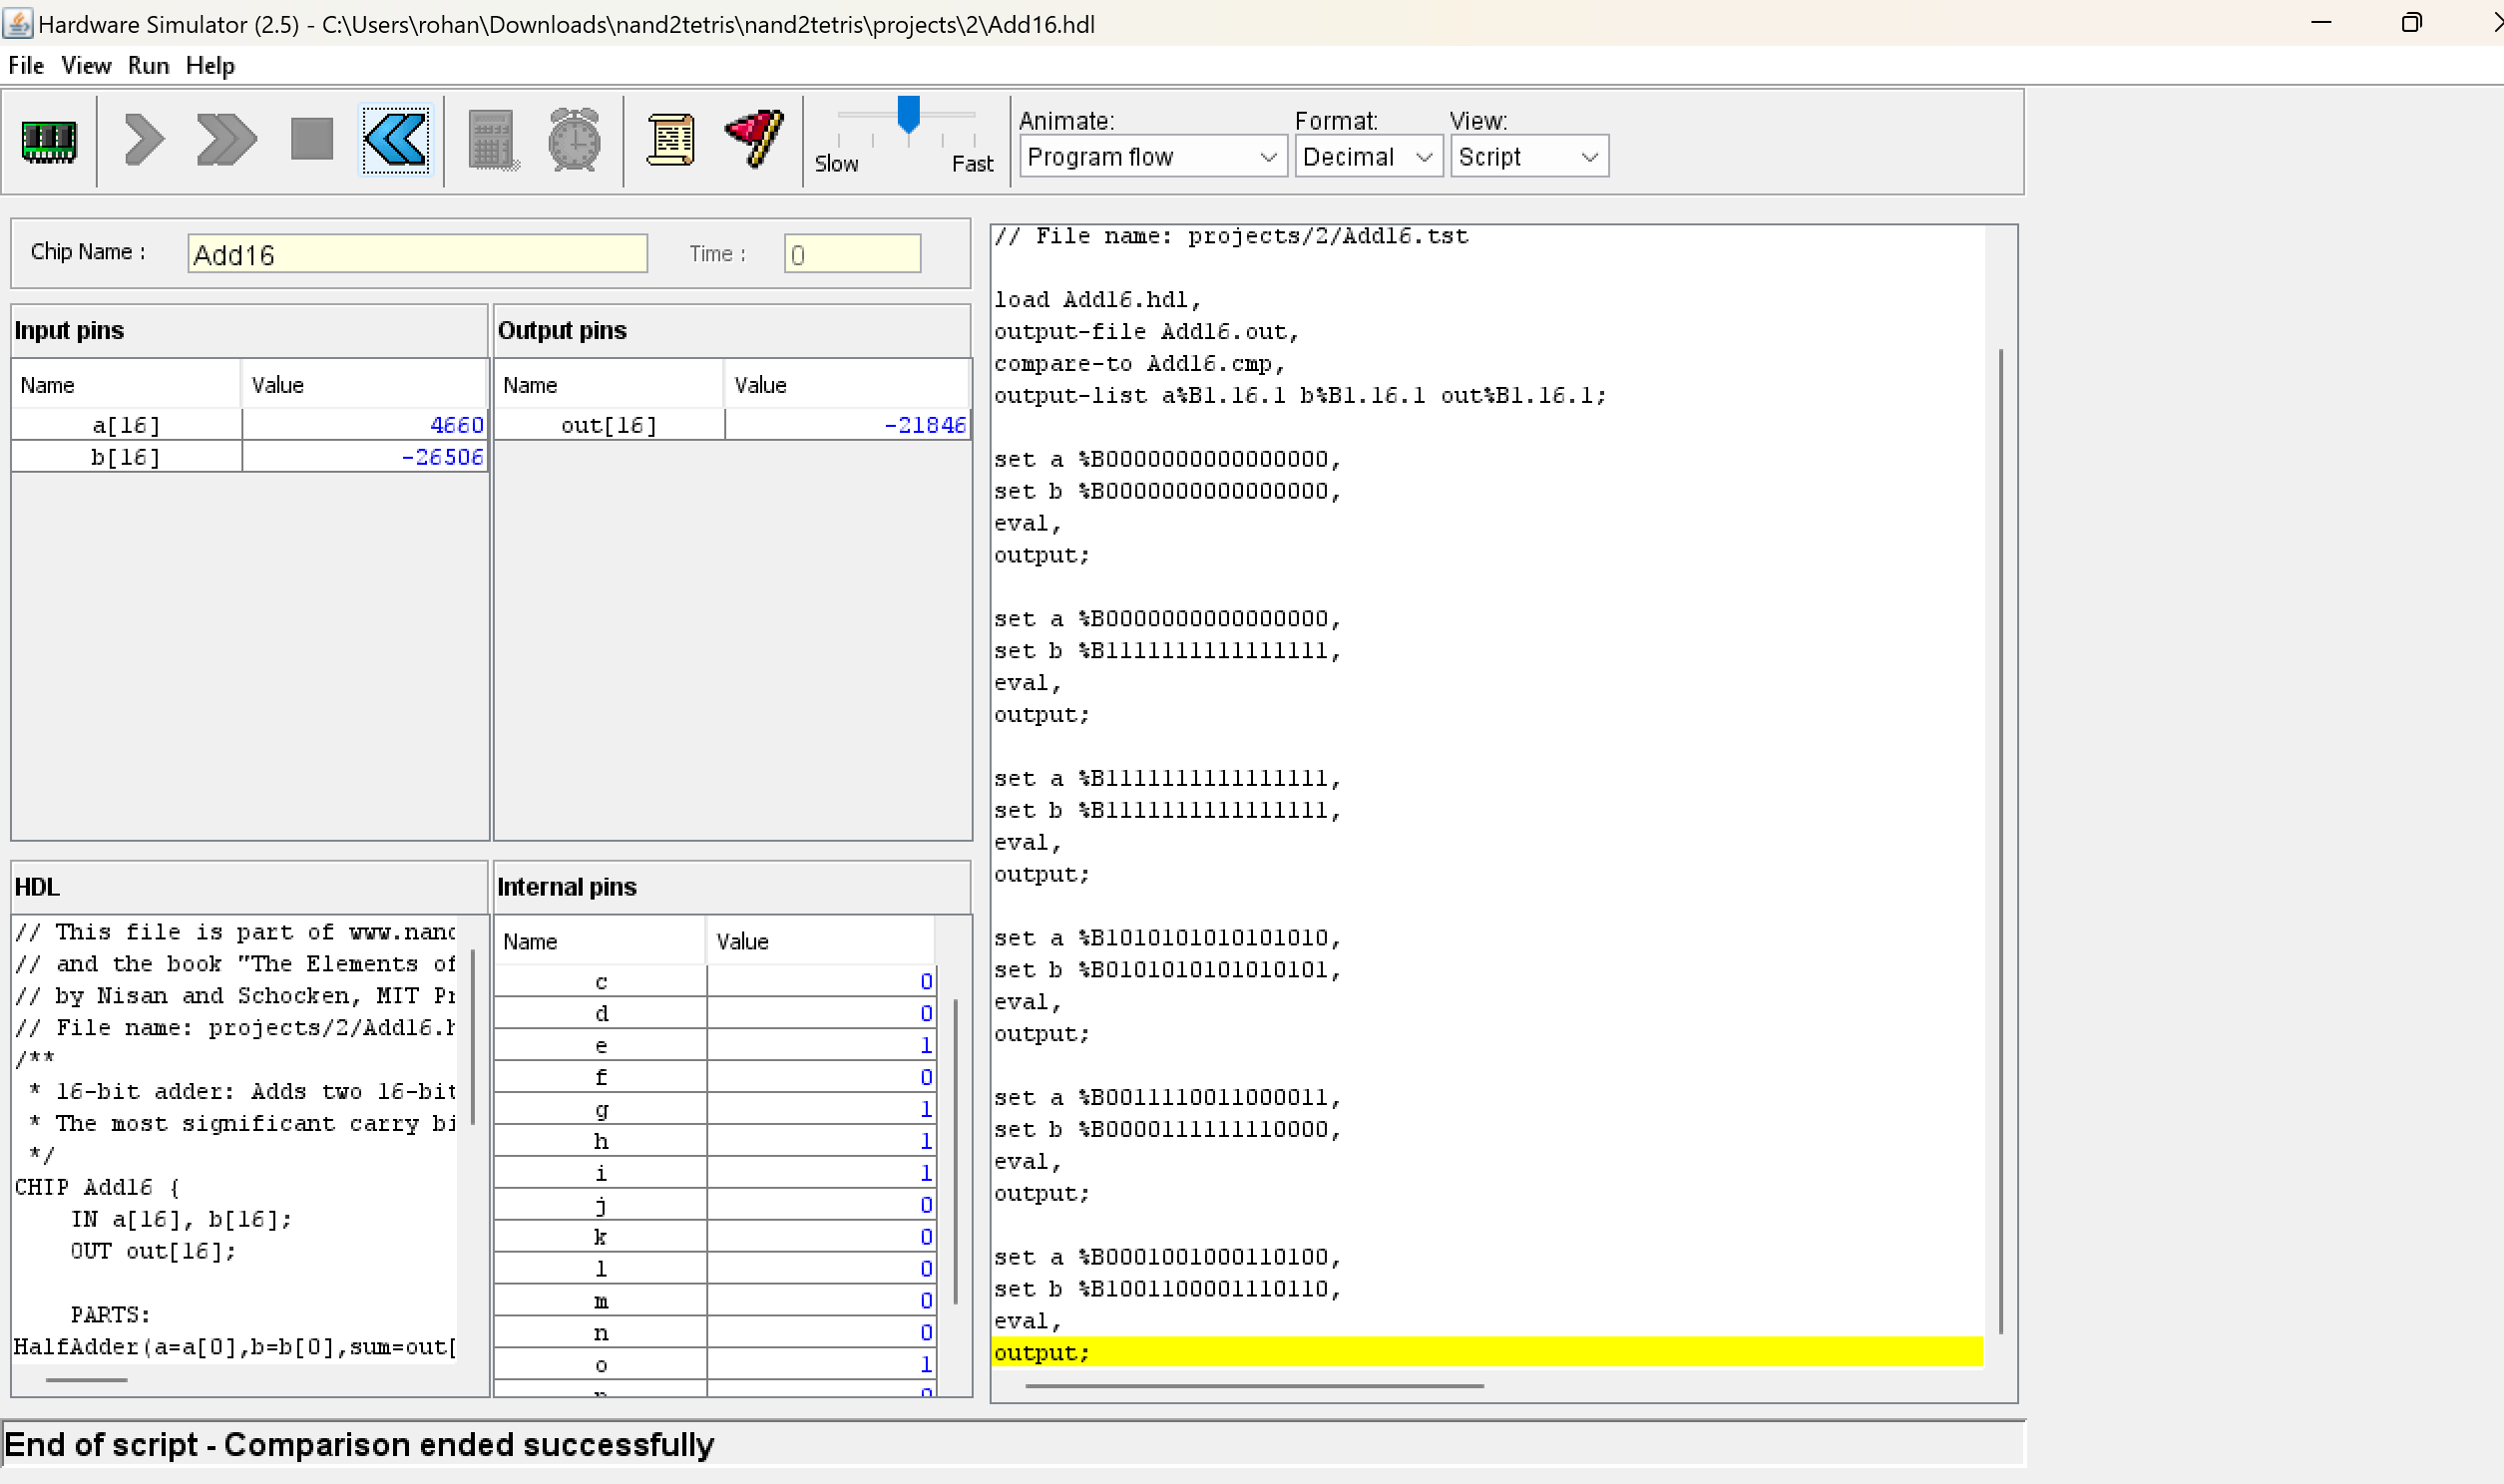 Hardware Simulator (2.5) - C:\Users\rohan\Downloads\nand2tetris\nand2tetris\projects\2\Add16.hdl
File View Run Help
Slow Fast
Animate: Format: View:
Program flow Decimal Script
Chip Name : Add16 Time : 0
Input pins
Name Value
a[16] 4660
b[16] -26506
Output pins
Name Value
out[16] -21846
HDL
// This file is part of www.nand
// and the book "The Elements of
// by Nisan and Schocken, MIT Pr
// File name: projects/2/Add16.h
/**
* 16-bit adder: Adds two 16-bit
* The most significant carry bi
*/
CHIP Add16 {
IN a[16], b[16];
OUT out[16];
PARTS:
HalfAdder(a=a[0],b=b[0],sum=out[
Internal pins
Name Value
c 0
d 0
e 1
f 0
g 1
h 1
i 1
j 0
k 0
l 0
m 0
n 0
o 1
// File name: projects/2/Add16.tst
load Add16.hdl,
output-file Add16.out,
compare-to Add16.cmp,
output-list a%B1.16.1 b%B1.16.1 out%B1.16.1;
set a %B0000000000000000,
set b %B0000000000000000,
eval,
output;
set a %B0000000000000000,
set b %B1111111111111111,
eval,
output;
set a %B1111111111111111,
set b %B1111111111111111,
eval,
output;
set a %B1010101010101010,
set b %B0101010101010101,
eval,
output;
set a %B0011110011000011,
set b %B0000111111110000,
eval,
output;
set a %B0001001000110100,
set b %B1001100001110110,
eval,
output;
End of script - Comparison ended successfully